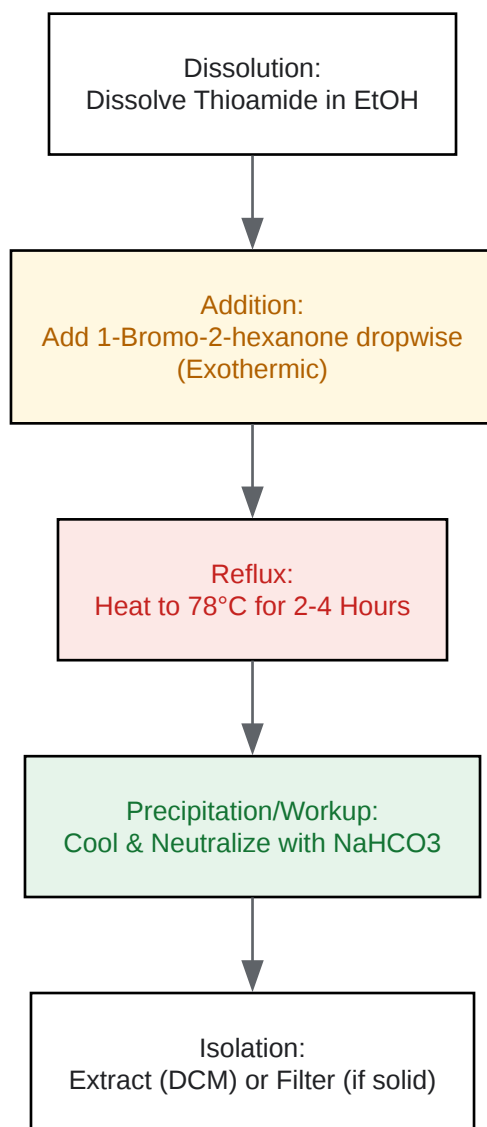 Dissolution:
Dissolve Thioamide in EtOH
Addition:
Add 1-Bromo-2-hexanone dropwise
(Exothermic)
Reflux:
Heat to 78°C for 2-4 Hours
Precipitation/Workup:
Cool & Neutralize with NaHCO3
Isolation:
Extract (DCM) or Filter (if solid)